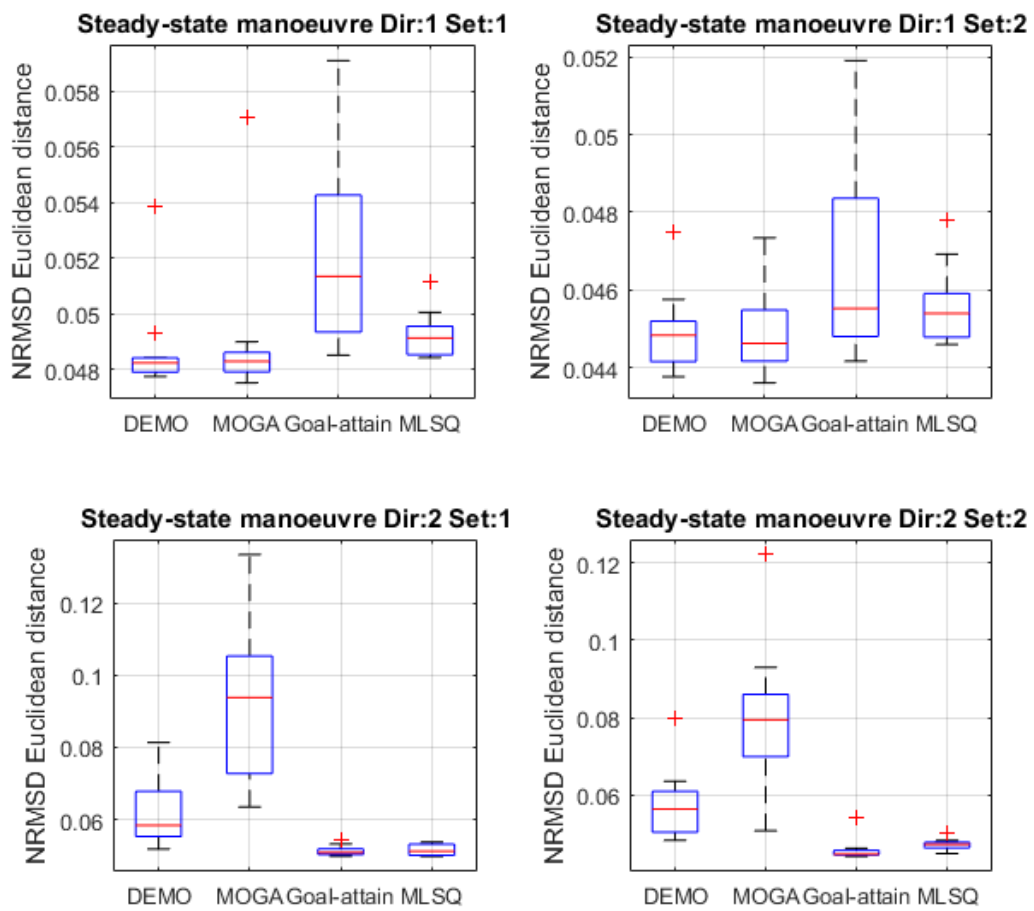 Steady-state manoeuvre Dir:1 Set:1
NRMSD Euclidean distance
0.058
0.056
0.054
0.052
0.05
0.048
DEMO MOGA Goal-attain MLSQ
Steady-state manoeuvre Dir:1 Set:2
NRMSD Euclidean distance
0.052
0.05
0.048
0.046
0.044
DEMO MOGA Goal-attain MLSQ
Steady-state manoeuvre Dir:2 Set:1
NRMSD Euclidean distance
0.12
0.1
0.08
0.06
DEMO MOGA Goal-attain MLSQ
Steady-state manoeuvre Dir:2 Set:2
NRMSD Euclidean distance
0.12
0.1
0.08
0.06
DEMO MOGA Goal-attain MLSQ